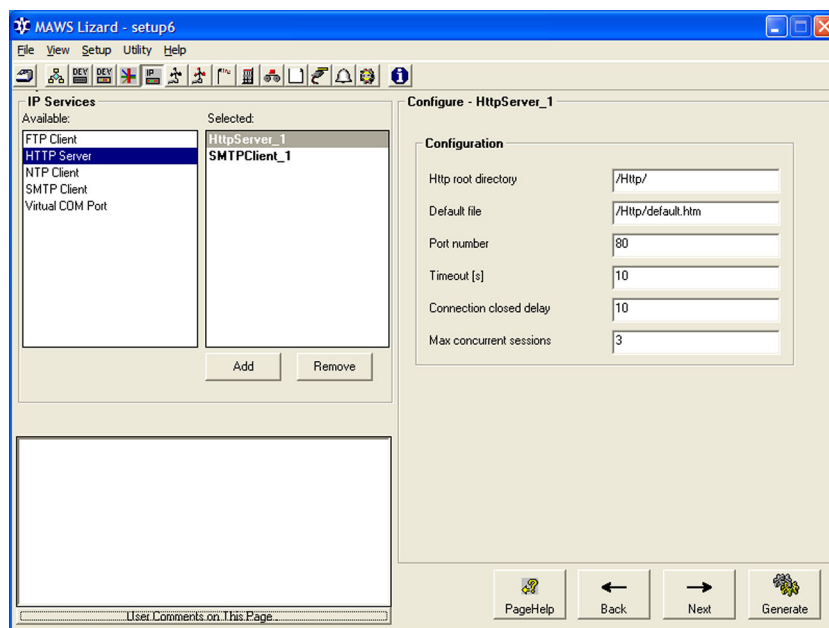 MAWS Lizard - setup6
File View Setup Utility Help
IP Services
Available:
Selected:
FTP Client
HTTP Server
NTP Client
SMTP Client
Virtual COM Port
HttpServer_1
SMTPClient_1
Add
Remove
User Comments on This Page..
Configure - HttpServer_1
Configuration
Http root directory /Http/
Default file /Http/default.htm
Port number 80
Timeout [s] 10
Connection closed delay 10
Max concurrent sessions 3
PageHelp
Back
Next
Generate